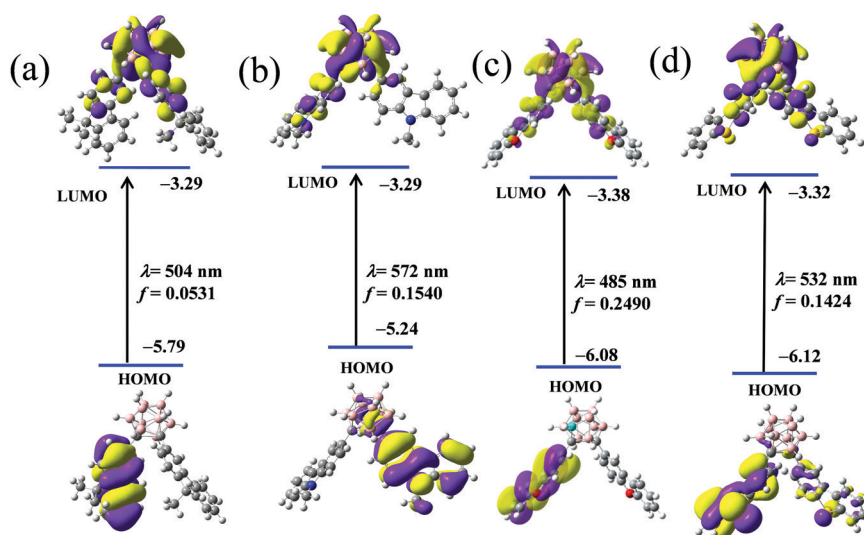 (a)
LUMO
−3.29
λ= 504 nm
f = 0.0531
−5.79
HOMO
(b)
LUMO
−3.29
λ= 572 nm
f = 0.1540
−5.24
HOMO
(c)
LUMO
−3.38
λ= 485 nm
f = 0.2490
−6.08
HOMO
(d)
LUMO
−3.32
λ= 532 nm
f = 0.1424
−6.12
HOMO